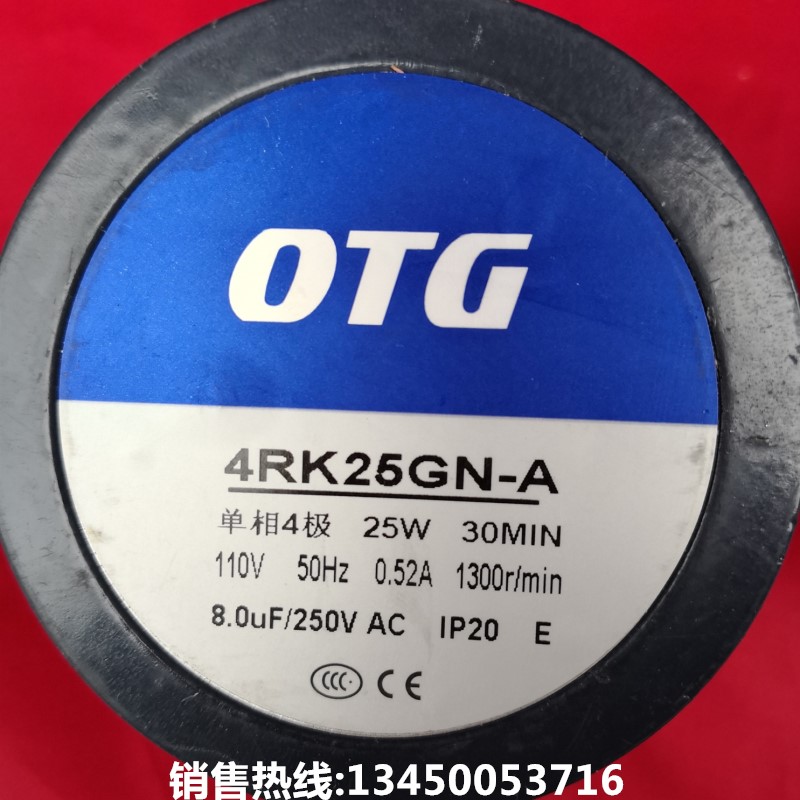 OTG
4RK25GN-A
单相4极 25W 30MIN
110V 50Hz 0.52A 1300r/min
8.0uF/250V AC IP20 E
CCC CE
销售热线:13450053716